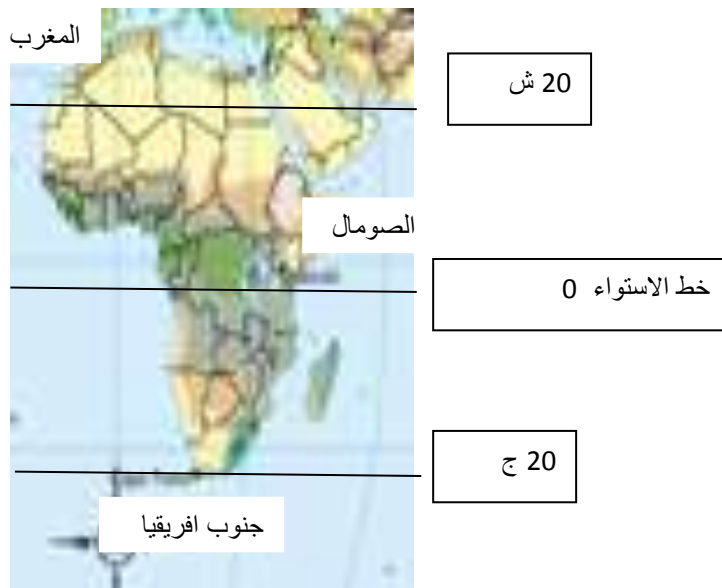 المغرب
20 ش
الصومال
خط الاستواء 0
20 ج
جنوب افريقيا